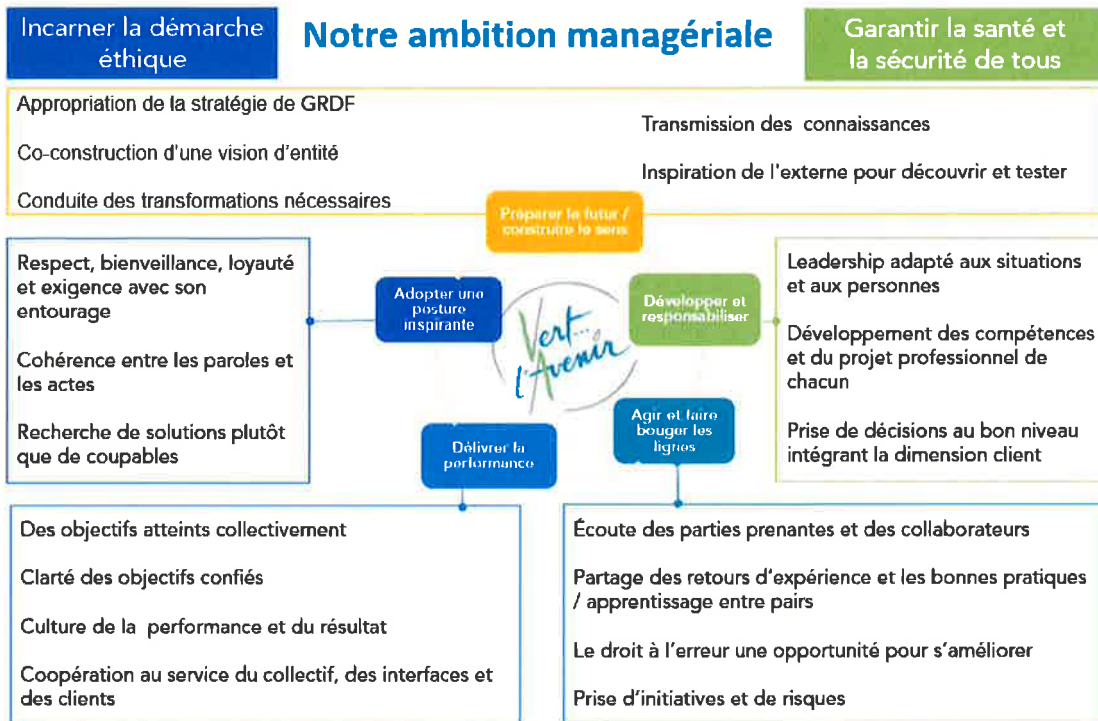 Incarner la démarche
éthique
Notre ambition managériale
Garantir la santé et
la sécurité de tous
Appropriation de la stratégie de GRDF
Co-construction d'une vision d'entité
Conduite des transformations nécessaires
Transmission des connaissances
Inspiration de l'externe pour découvrir et tester
Préparer le futur /
construire le sens
Respect, bienveillance, loyauté
et exigence avec son
entourage
Cohérence entre les paroles et
les actes
Recherche de solutions plutôt
que de coupables
Adopter une
posture
inspirante
Vert...
l'Avenir
Développer et
responsabiliser
Leadership adapté aux situations
et aux personnes
Développement des compétences
et du projet professionnel de
chacun
Prise de décisions au bon niveau
intégrant la dimension client
Délivrer la
performance
Agir et faire
bouger les
lignes
Des objectifs atteints collectivement
Clarté des objectifs confiés
Culture de la performance et du résultat
Coopération au service du collectif, des interfaces et
des clients
Écoute des parties prenantes et des collaborateurs
Partage des retours d'expérience et les bonnes pratiques
/ apprentissage entre pairs
Le droit à l'erreur une opportunité pour s'améliorer
Prise d'initiatives et de risques